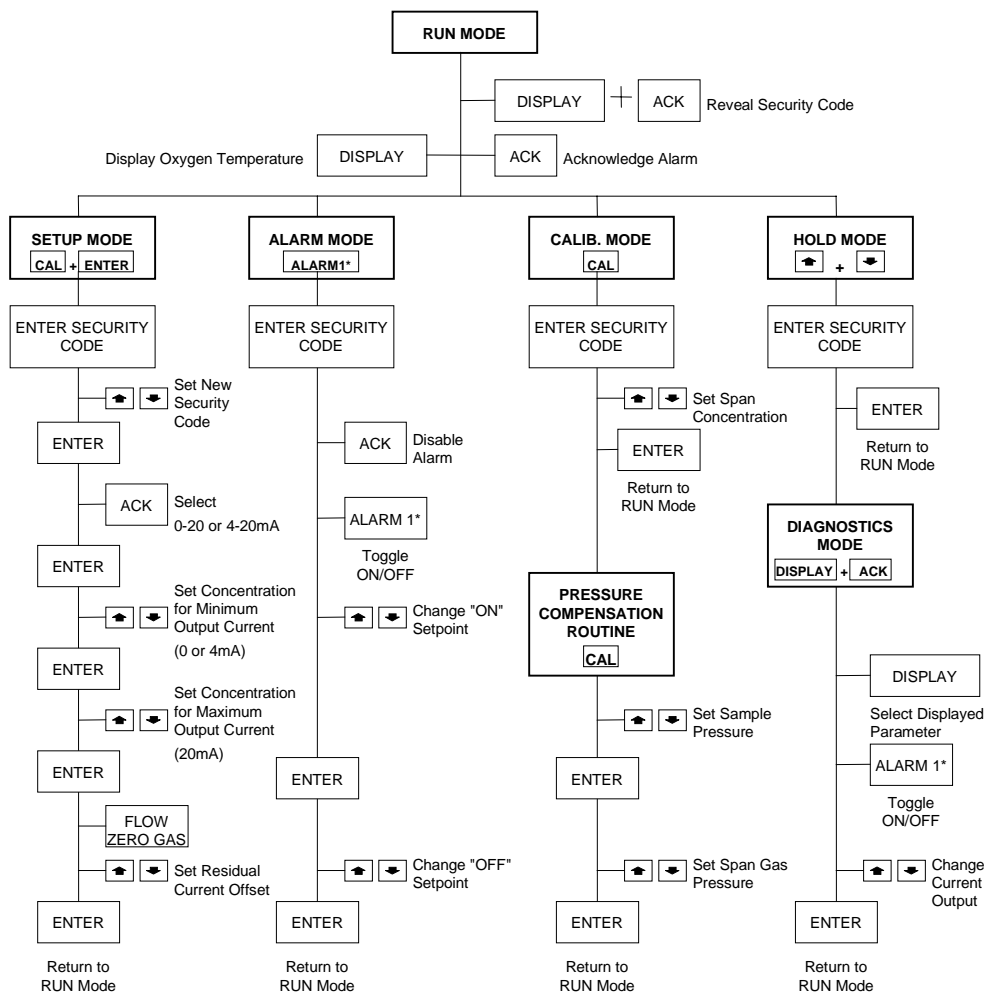 RUN MODE
DISPLAY + ACK Reveal Security Code
Display Oxygen Temperature DISPLAY ACK Acknowledge Alarm
SETUP MODE
CAL + ENTER
ENTER SECURITY
CODE
Set New
Security
Code
ENTER
ACK
Select
0-20 or 4-20mA
ENTER
Set Concentration
for Minimum
Output Current
(0 or 4mA)
ENTER
Set Concentration
for Maximum
Output Current
(20mA)
ENTER
FLOW
ZERO GAS
Set Residual
Current Offset
ENTER
Return to
RUN Mode
ALARM MODE
ALARM1*
ENTER SECURITY
CODE
ACK
Disable
Alarm
ALARM 1*
Toggle
ON/OFF
Change "ON"
Setpoint
ENTER
Change "OFF"
Setpoint
ENTER
Return to
RUN Mode
CALIB. MODE
CAL
ENTER SECURITY
CODE
Set Span
Concentration
ENTER
Return to
RUN Mode
PRESSURE
COMPENSATION
ROUTINE
CAL
Set Sample
Pressure
ENTER
Set Span Gas
Pressure
ENTER
Return to
RUN Mode
HOLD MODE
+
ENTER SECURITY
CODE
ENTER
Return to
RUN Mode
DIAGNOSTICS
MODE
DISPLAY + ACK
DISPLAY
Select Displayed
Parameter
ALARM 1*
Toggle
ON/OFF
Change
Current
Output
ENTER
Return to
RUN Mode